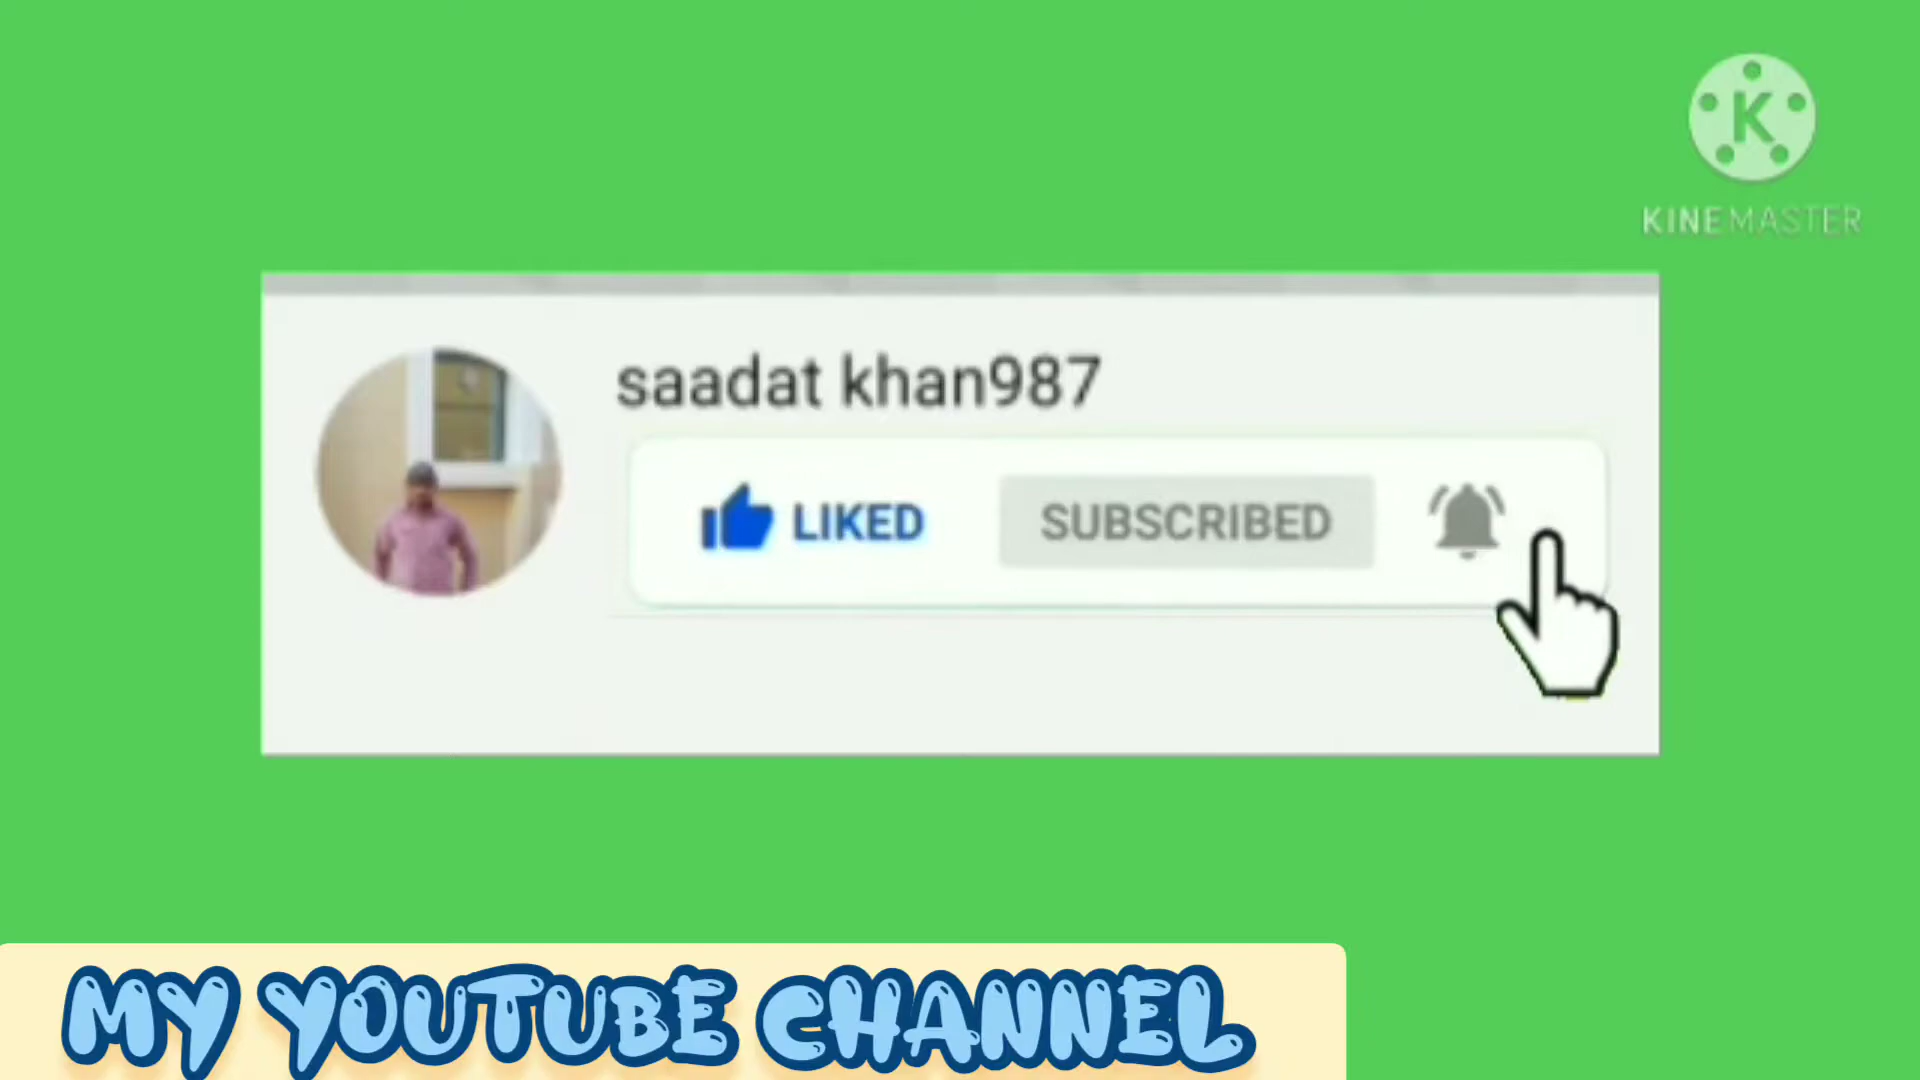 K
KINEMASTER
saadat khan987
LIKED SUBSCRIBED
MY YOUTUBE CHANNEL